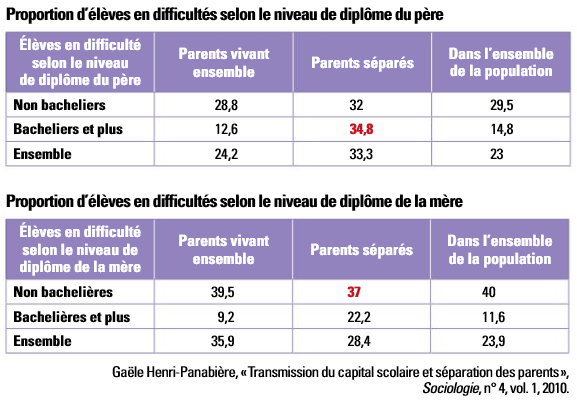 Proportion d'élèves en difficultés selon le niveau de diplôme du père
Élèves en difficulté selon le niveau de diplôme du père | Parents vivant ensemble | Parents séparés | Dans l'ensemble de la population
Non bacheliers 28,8 32 29,5
Bacheliers et plus 12,6 34,8 14,8
Ensemble 24,2 33,3 23
Proportion d'élèves en difficultés selon le niveau de diplôme de la mère
Élèves en difficulté selon le niveau de diplôme de la mère | Parents vivant ensemble | Parents séparés | Dans l'ensemble de la population
Non bachelières 39,5 37 40
Bachelières et plus 9,2 22,2 11,6
Ensemble 35,9 28,4 23,9
Gaële Henri-Panabière, « Transmission du capital scolaire et séparation des parents »,
Sociologie, n° 4, vol. 1, 2010.